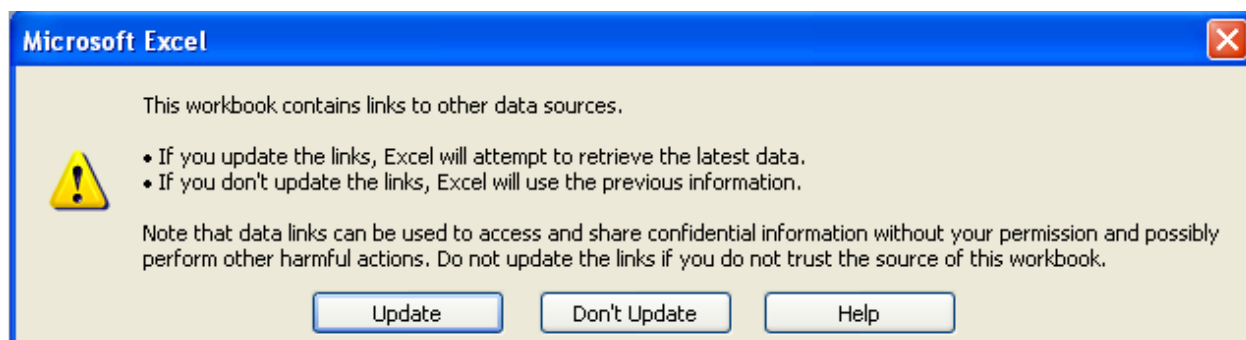 Microsoft Excel
This workbook contains links to other data sources.
• If you update the links, Excel will attempt to retrieve the latest data.
• If you don't update the links, Excel will use the previous information.
Note that data links can be used to access and share confidential information without your permission and possibly
perform other harmful actions. Do not update the links if you do not trust the source of this workbook.
Update Don't Update Help